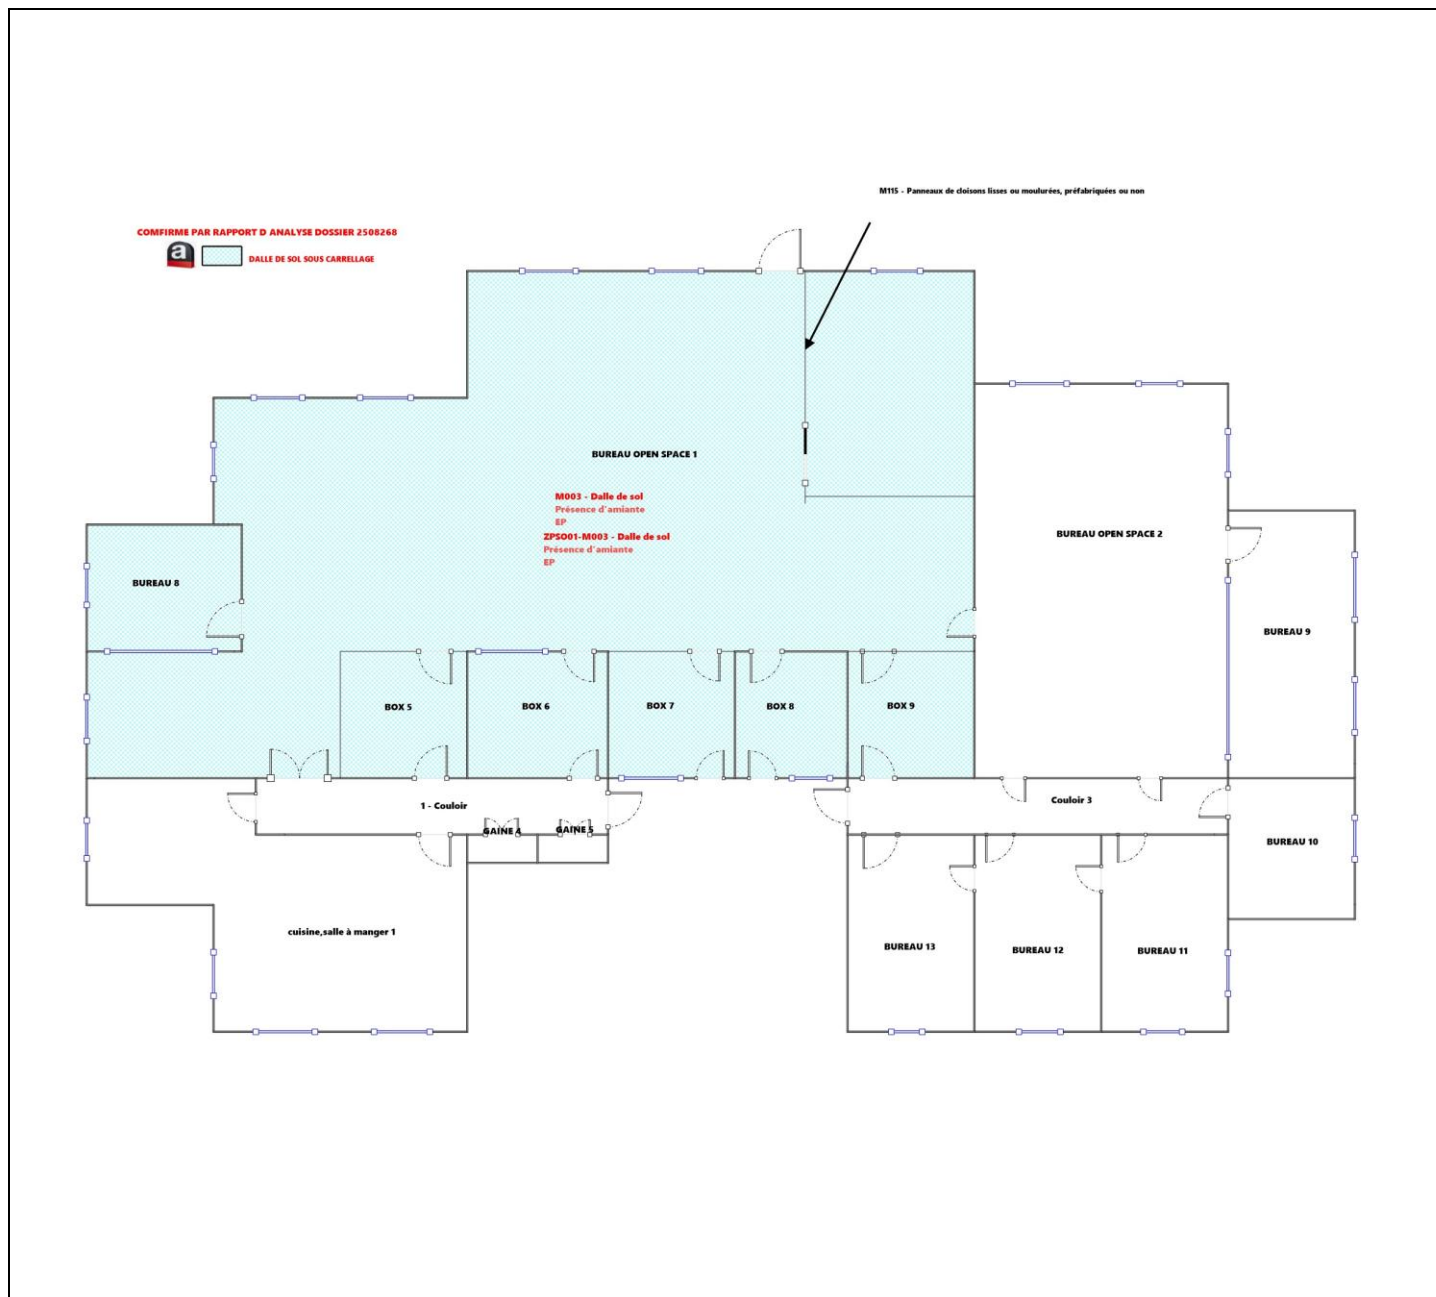 M115 - Panneaux de cloisons lisses ou moulurées, préfabriquées ou non
COMFIRME PAR RAPPORT D ANALYSE DOSSIER 2508268
a
DALLE DE SOL SOUS CARRELLAGE
BUREAU OPEN SPACE 1
M003 - Dalle de sol
Présence d'amiante
EP
ZPSO01-M003 - Dalle de sol
Présence d'amiante
EP
BUREAU OPEN SPACE 2
BUREAU 8
BUREAU 9
BOX 5
BOX 6
BOX 7
BOX 8
BOX 9
1 - Couloir
Couloir 3
GAINE 4
GAINE 5
BUREAU 10
cuisine,salle à manger 1
BUREAU 13
BUREAU 12
BUREAU 11